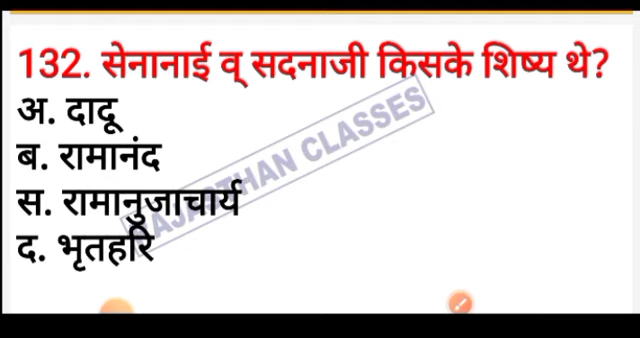 132. सेनानाई व् सदनाजी किसके शिष्य थे?
अ. दादू
ब. रामानंद
स. रामानुजाचार्य
द. भृतहरि
RAJASTHAN CLASSES